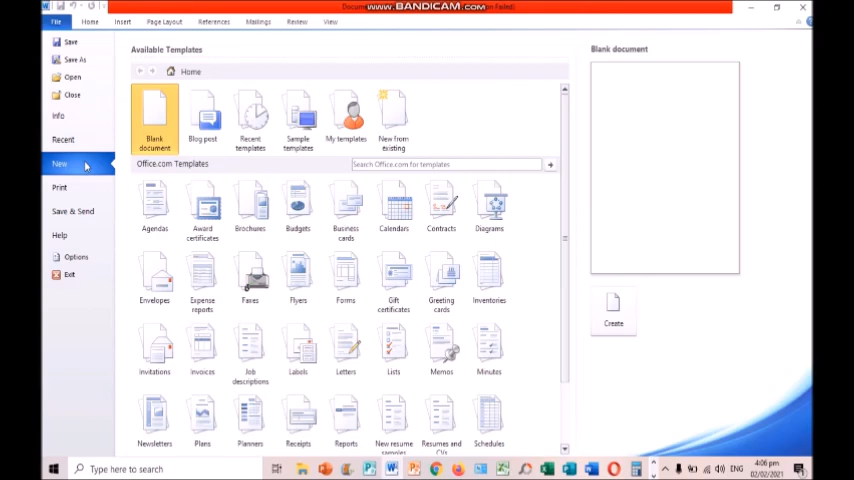 Docume
www.BANDICAM.com
n Failed)
File Home Insert Page Layout References Mailings Review View
Save
Save As
Open
Close
Info
Recent
New
Print
Save & Send
Help
Options
Exit
Available Templates
Home
Blank document
Blog post
Recent templates
Sample templates
My templates
New from existing
Office.com Templates
Search Office.com for templates
Agendas
Award certificates
Brochures
Budgets
Business cards
Calendars
Contracts
Diagrams
Envelopes
Expense reports
Faxes
Flyers
Forms
Gift certificates
Greeting cards
Inventories
Invitations
Invoices
Job descriptions
Labels
Letters
Lists
Memos
Minutes
Newsletters
Plans
Planners
Receipts
Reports
New resume samples
Resumes and CVs
Schedules
Blank document
Create
Type here to search
ENG
4:06 pm
02/02/2021